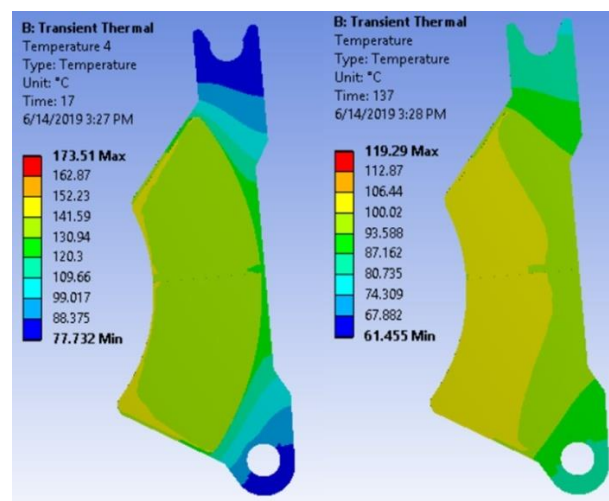 B: Transient Thermal
Temperature 4
Type: Temperature
Unit: °C
Time: 17
6/14/2019 3:27 PM
173.51 Max
162.87
152.23
141.59
130.94
120.3
109.66
99.017
88.375
77.732 Min
B: Transient Thermal
Temperature
Type: Temperature
Unit: °C
Time: 137
6/14/2019 3:28 PM
119.29 Max
112.87
106.44
100.02
93.588
87.162
80.735
74.309
67.882
61.455 Min